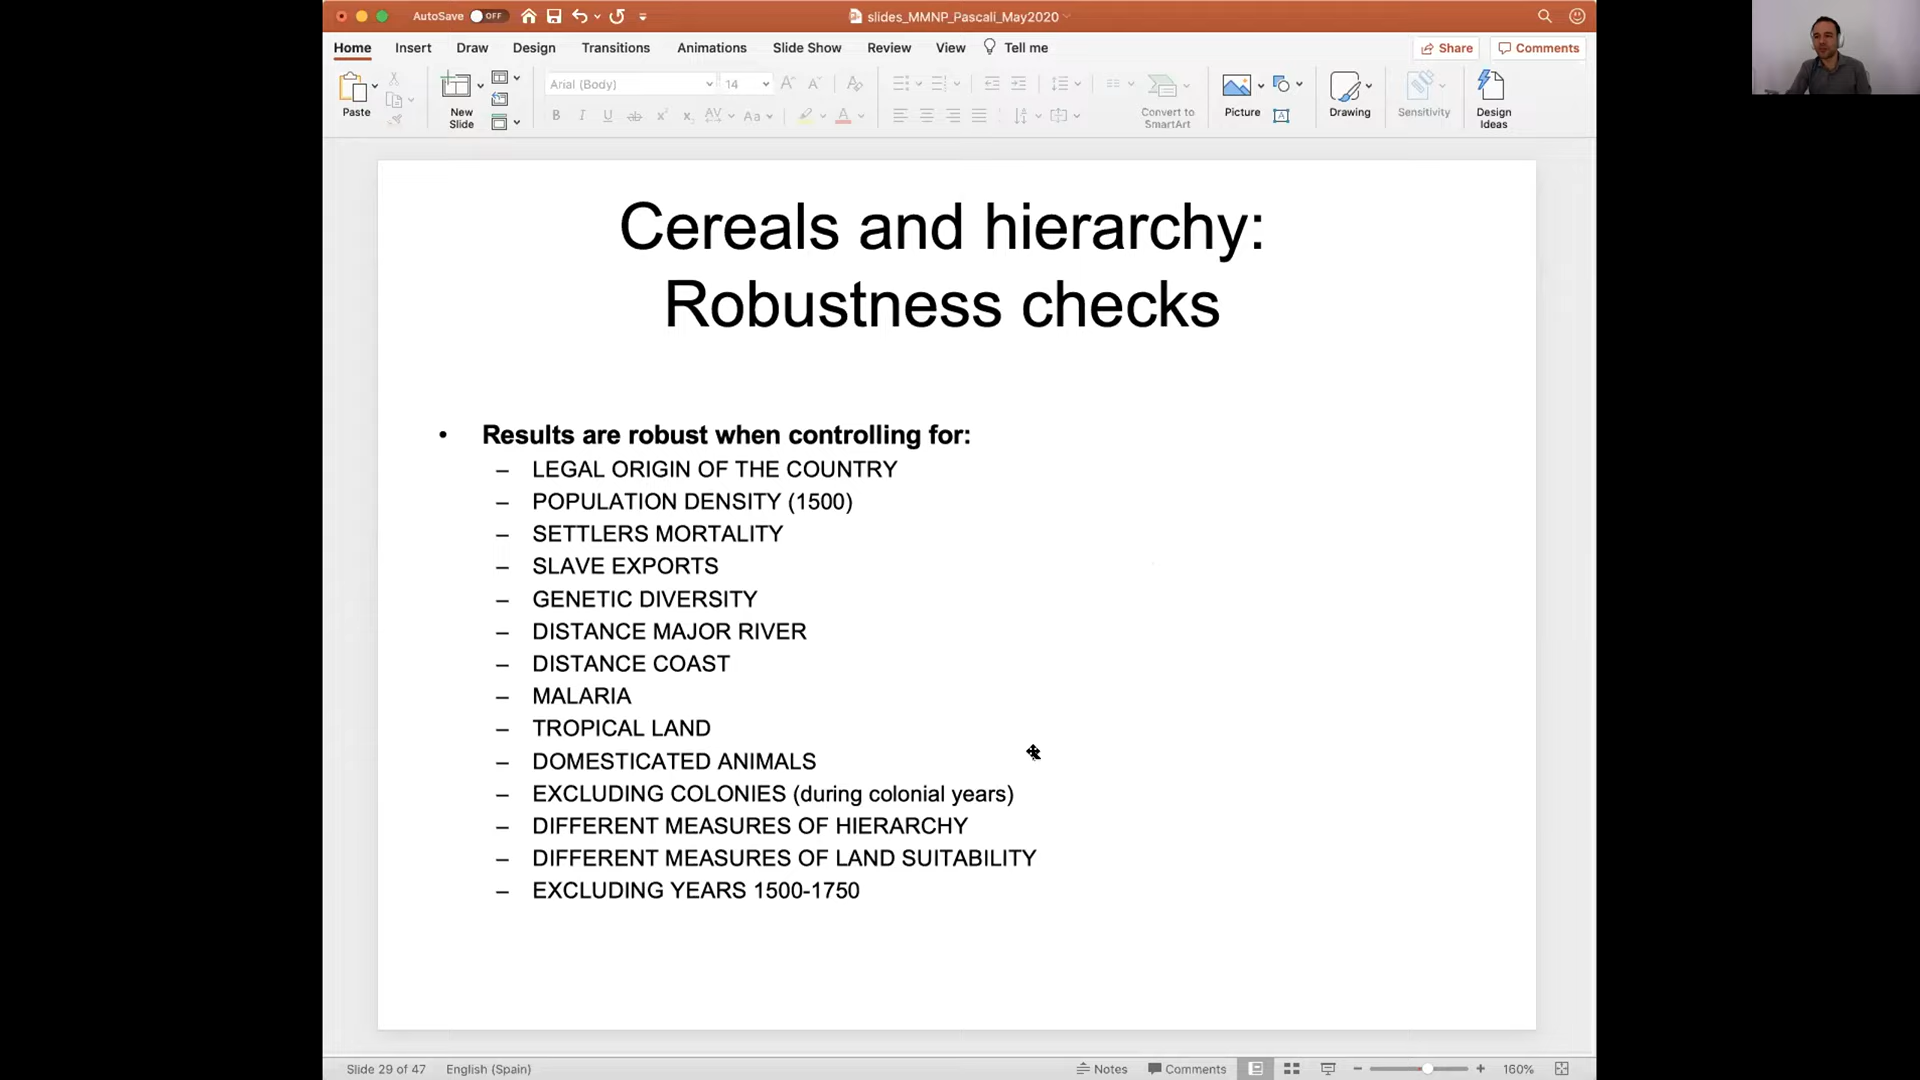 AutoSave OFF
slides_MMNP_Pascali_May2020
Home Insert Draw Design Transitions Animations Slide Show Review View Tell me
Share Comments
Paste
New
Slide
Arial (Body) 14
Convert to
SmartArt
Picture
Drawing
Sensitivity
Design
Ideas
Cereals and hierarchy:
Robustness checks
• Results are robust when controlling for:
– LEGAL ORIGIN OF THE COUNTRY
– POPULATION DENSITY (1500)
– SETTLERS MORTALITY
– SLAVE EXPORTS
– GENETIC DIVERSITY
– DISTANCE MAJOR RIVER
– DISTANCE COAST
– MALARIA
– TROPICAL LAND
– DOMESTICATED ANIMALS
– EXCLUDING COLONIES (during colonial years)
– DIFFERENT MEASURES OF HIERARCHY
– DIFFERENT MEASURES OF LAND SUITABILITY
– EXCLUDING YEARS 1500-1750
Slide 29 of 47 English (Spain) Notes Comments 160%